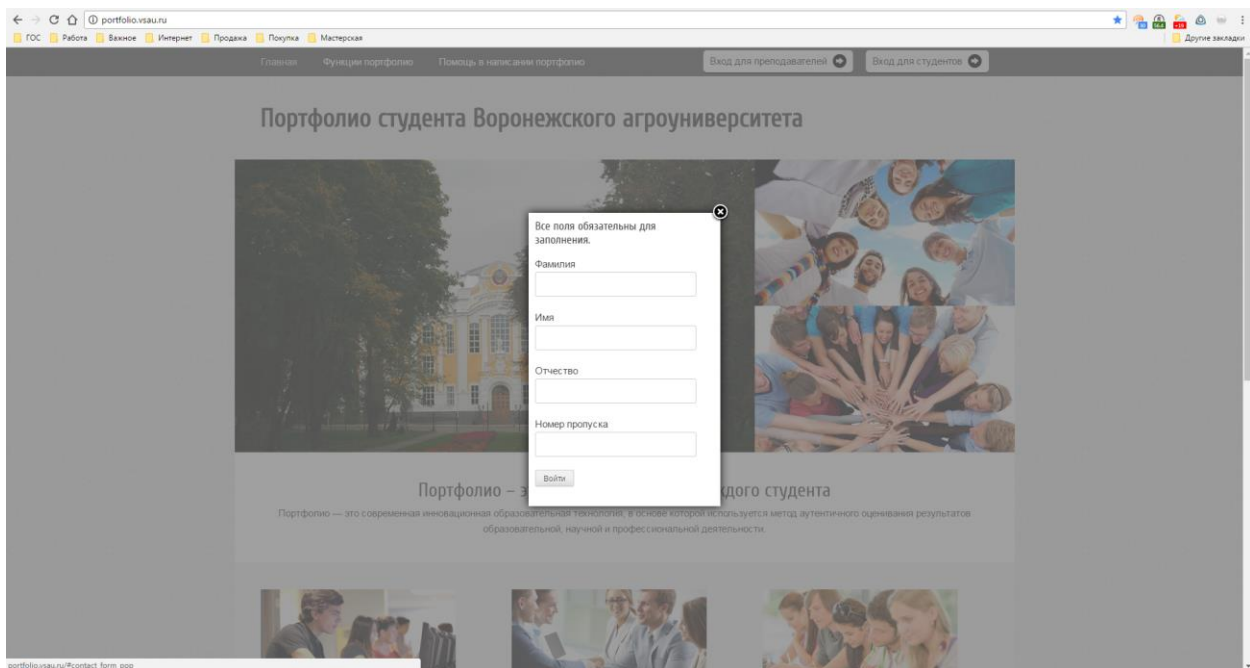 portfolio.vsau.ru
ГОС Работа Важное Интернет Продажа Покупка Мастерская Другие закладки
Главная Функции портфолио Помощь в написании портфолио Вход для преподавателей Вход для студентов
Портфолио студента Воронежского агроуниверситета
Все поля обязательны для
заполнения.
Фамилия
Имя
Отчество
Номер пропуска
Войти
Портфолио – э дого студента
Портфолио — это современная инновационная образовательная технология, в основе которой используется метод аутентичного оценивания результатов
образовательной, научной и профессиональной деятельности.
portfolio.vsau.ru/#contact_form_pop